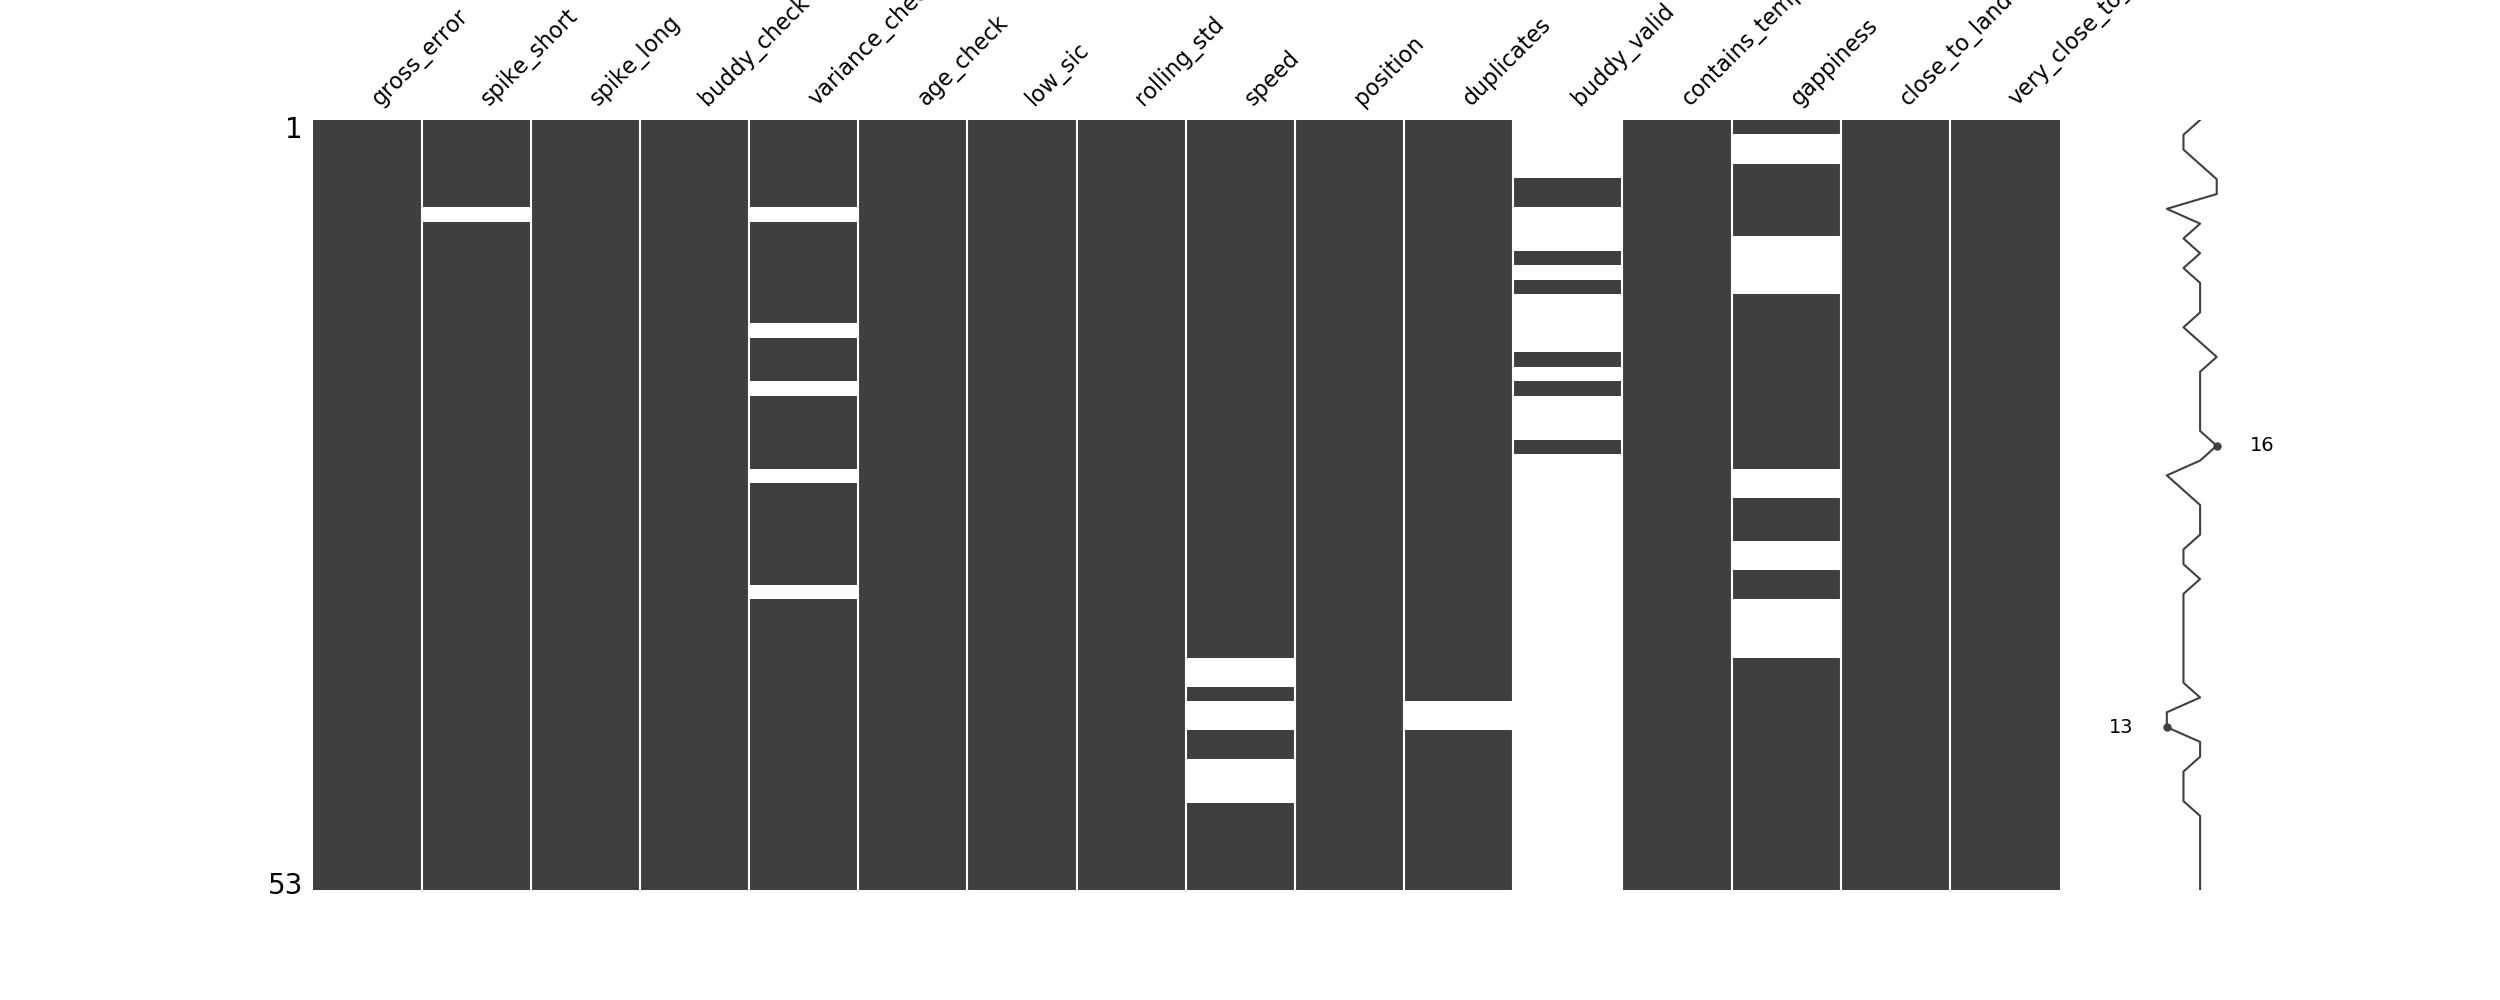 gross_error
spike_short
spike_long
buddy_check
variance_che
age_check
low_sic
rolling_std
speed
position
duplicates
buddy_valid
contains_temp
gappiness
close_to_land
very_close_to_
1
16
13
53